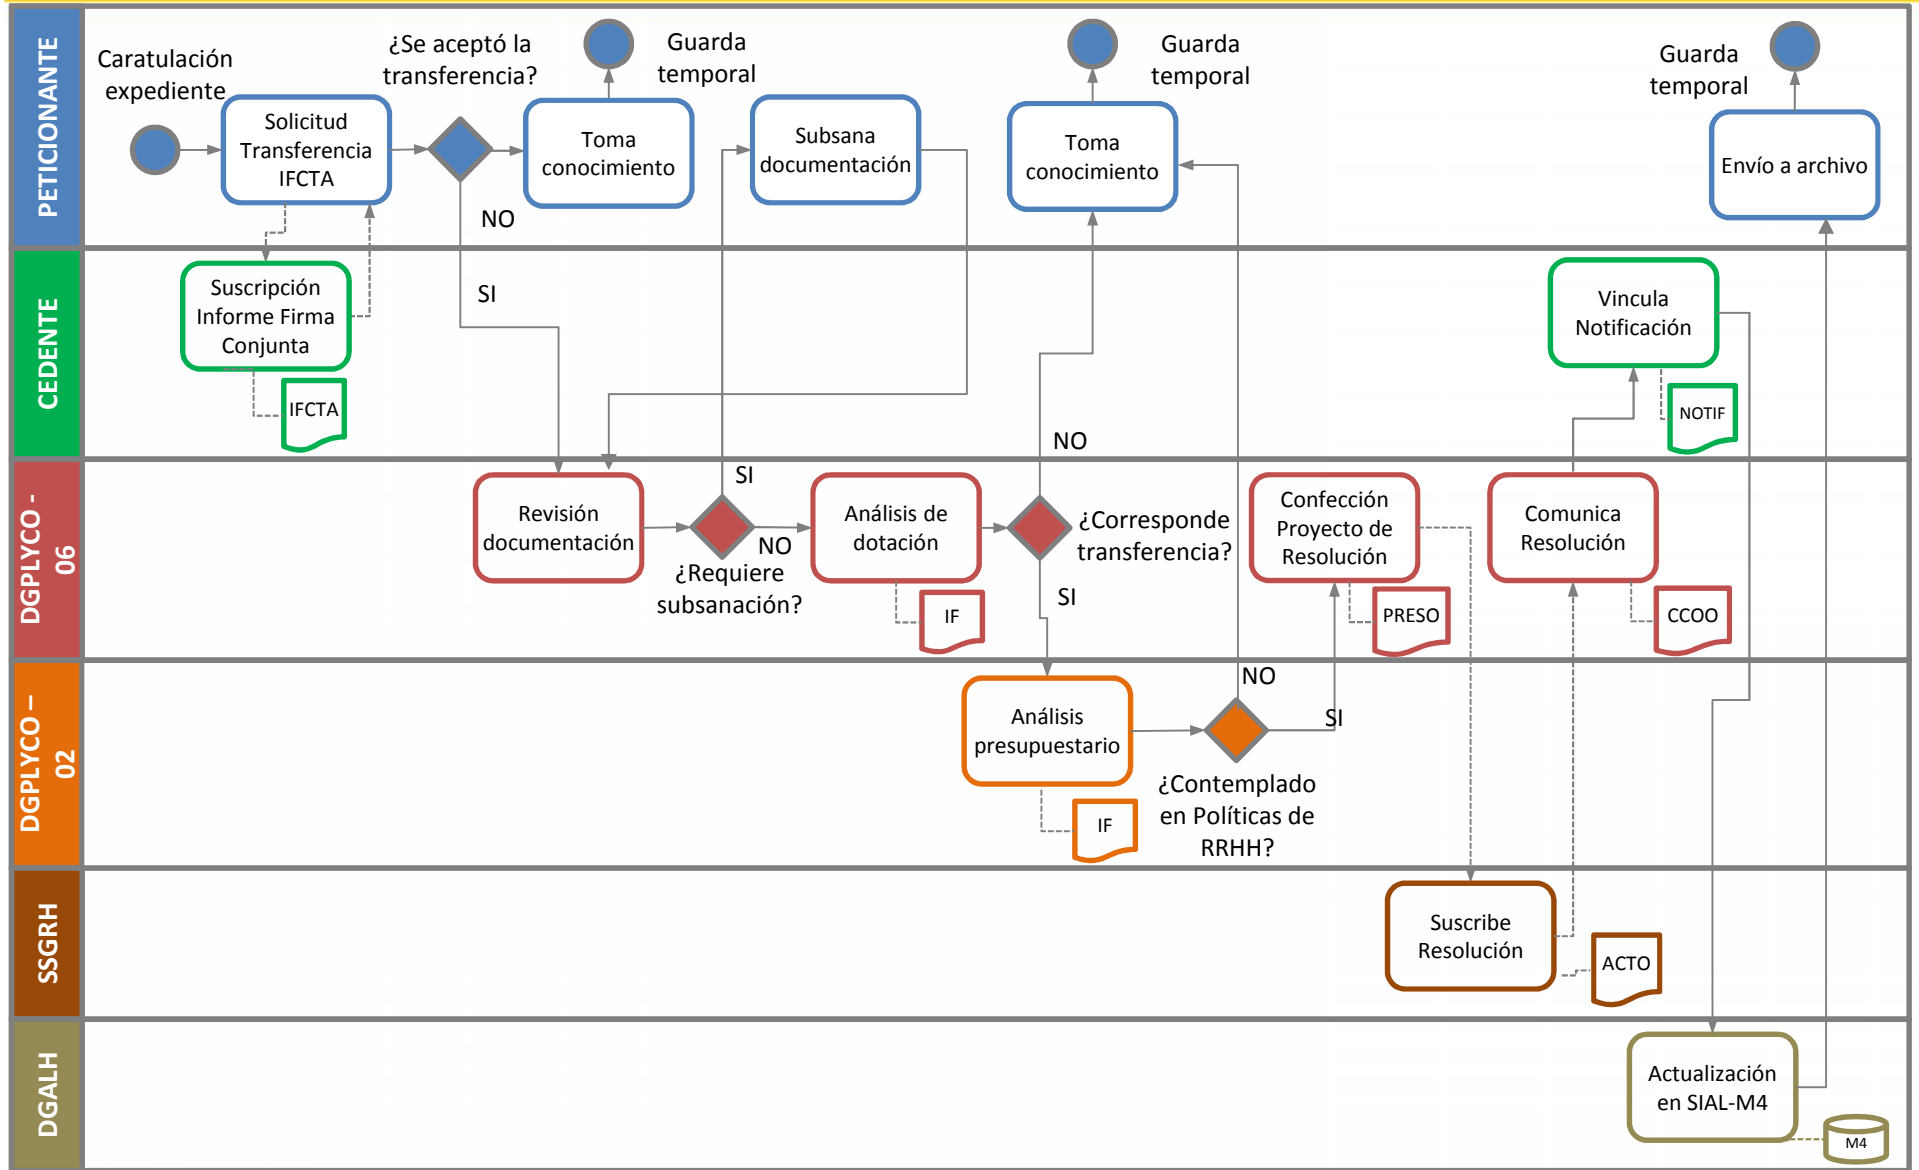 PETICIONANTE
Caratulación
expediente
Solicitud
Transferencia
IFCTA
¿Se aceptó la
transferencia?
NO
SI
Toma
conocimiento
Guarda
temporal
Subsana
documentación
Toma
conocimiento
Guarda
temporal
Guarda
temporal
Envío a archivo
CEDENTE
Suscripción
Informe Firma
Conjunta
IFCTA
Vincula
Notificación
NOTIF
DGPLYCO -
06
Revisión
documentación
SI
NO
¿Requiere
subsanación?
Análisis de
dotación
IF
NO
¿Corresponde
transferencia?
SI
Confección
Proyecto de
Resolución
PRESO
Comunica
Resolución
CCOO
DGPLYCO –
02
Análisis
presupuestario
IF
NO
SI
¿Contemplado
en Políticas de
RRHH?
SSGRH
Suscribe
Resolución
ACTO
DGALH
Actualización
en SIAL-M4
M4